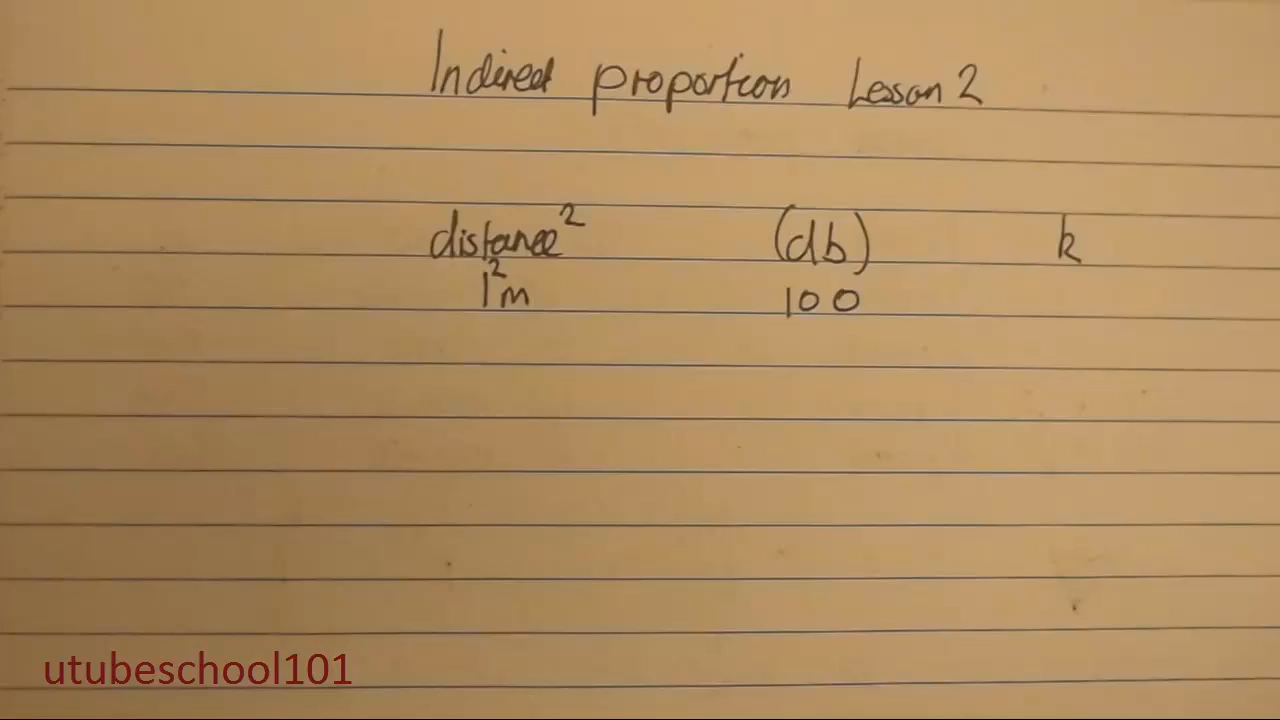 Indirect proportion Lesson 2
distance² (db) k
1²m 100
utubeschool101